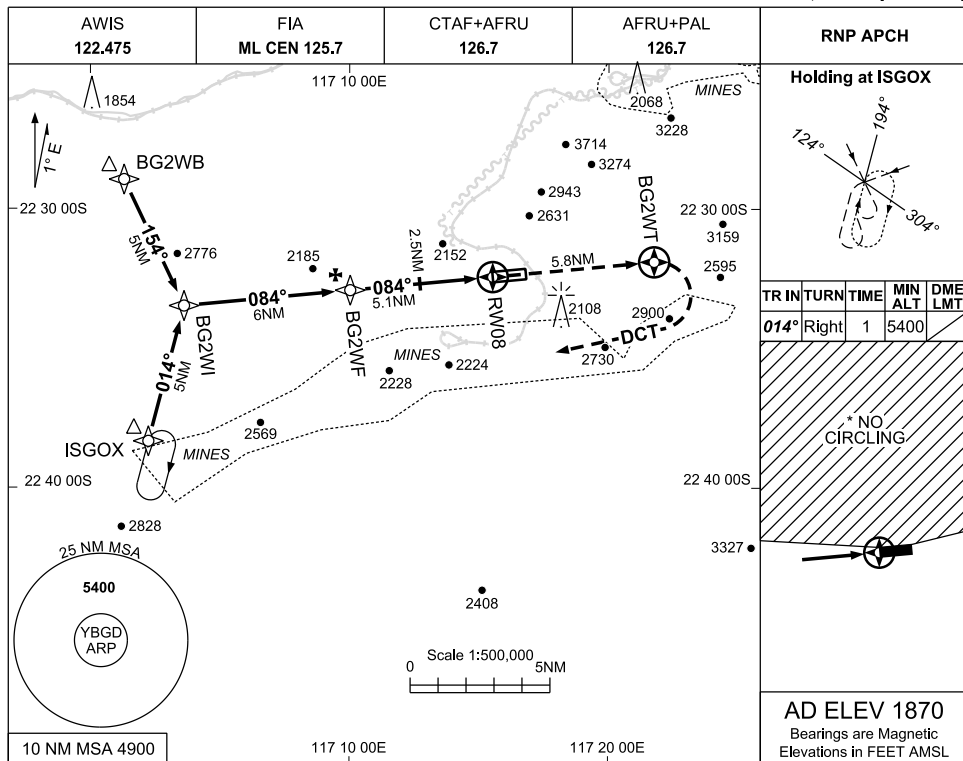 AWIS
122.475
FIA
ML CEN 125.7
CTAF+AFRU
126.7
AFRU+PAL
126.7
RNP APCH
117 10 00E
1854
2068
MINES
3228
1° E
BG2WB
3714
3274
2943
2631
BG2WT
22 30 00S
22 30 00S
3159
154°
5NM
2776
2185
2.5NM
2152
5.8NM
2595
084°
6NM
084°
5.1NM
BG2WI
BG2WF
RW08
2108
2900
DCT
2730
014°
5NM
MINES
2228
2224
ISGOX
MINES
2569
22 40 00S
22 40 00S
2828
3327
25 NM MSA
5400
YBGD
ARP
2408
Scale 1:500,000
0 5NM
10 NM MSA 4900
117 10 00E
117 20 00E
Holding at ISGOX
194°
124°
304°
TR IN TURN TIME MIN ALT DME LMT
014° Right 1 5400
* NO
CIRCLING
AD ELEV 1870
Bearings are Magnetic
Elevations in FEET AMSL